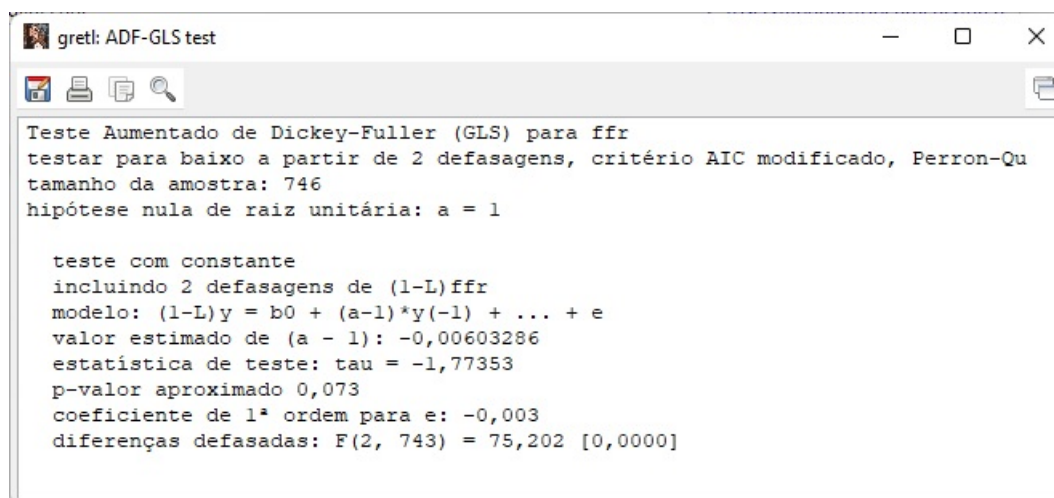 gretl: ADF-GLS test
Teste Aumentado de Dickey-Fuller (GLS) para ffr
testar para baixo a partir de 2 defasagens, critério AIC modificado, Perron-Qu
tamanho da amostra: 746
hipótese nula de raiz unitária: a = 1
teste com constante
incluindo 2 defasagens de (1-L)ffr
modelo: (1-L)y = b0 + (a-1)*y(-1) + ... + e
valor estimado de (a - 1): -0,00603286
estatística de teste: tau = -1,77353
p-valor aproximado 0,073
coeficiente de 1ª ordem para e: -0,003
diferenças defasadas: F(2, 743) = 75,202 [0,0000]